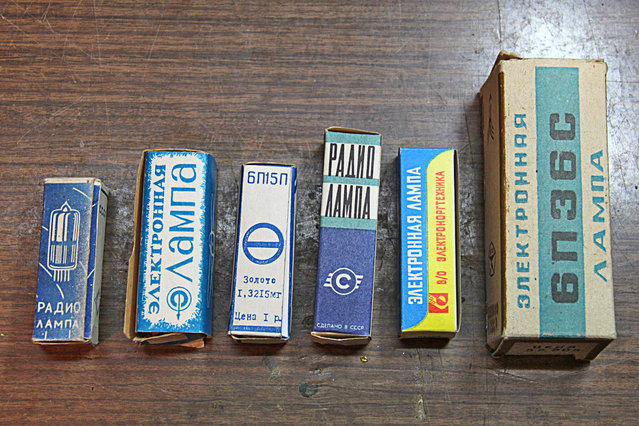 РАДИО
ЛАМПА
ЭЛЕКТРОННАЯ
ЛАМПА
6П15П
Золото
1,3215мг
Цена 1 р.
РАДИО
ЛАМПА
СДЕЛАНО В СССР
ЭЛЕКТРОННАЯ ЛАМПА
В/О ЭЛЕКТРОНОРГТЕХНИКА
ЭЛЕКТРОННАЯ
6П36С
ЛАМПА